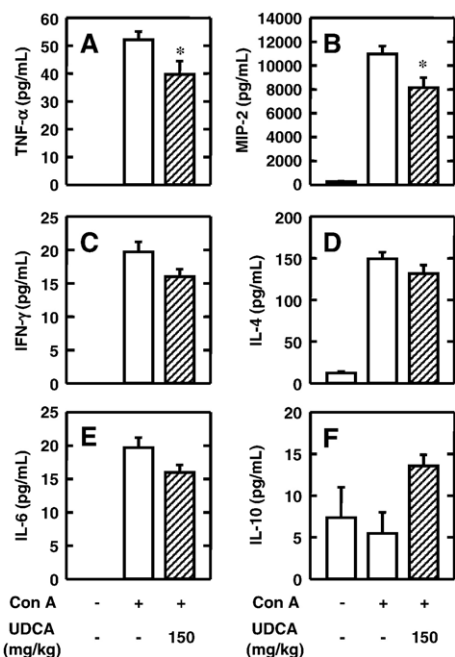 A
TNF-α (pg/mL)
60
50
40
30
20
10
0
*
B
MIP-2 (pg/mL)
14000
12000
10000
8000
6000
4000
2000
0
*
C
IFN-γ (pg/mL)
25
20
15
10
5
0
D
IL-4 (pg/mL)
200
150
100
50
0
E
IL-6 (pg/mL)
25
20
15
10
5
0
F
IL-10 (pg/mL)
20
15
10
5
0
Con A - + +
UDCA (mg/kg) - - 150
Con A - + +
UDCA (mg/kg) - - 150